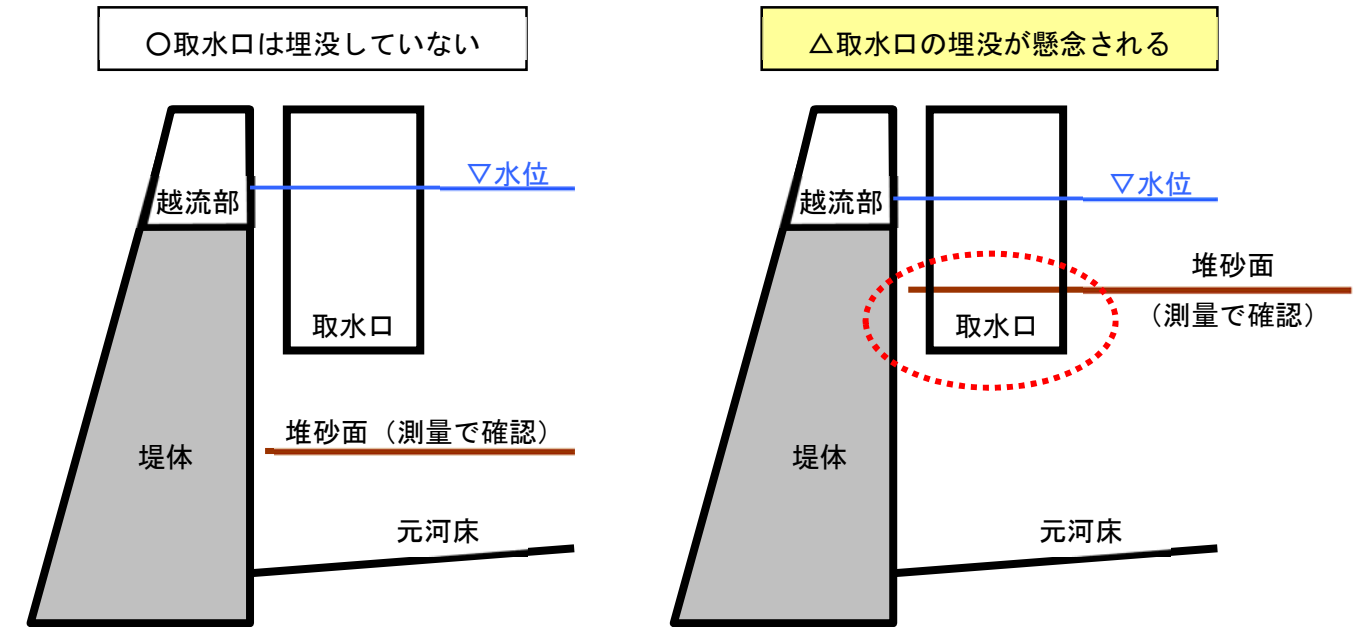 〇取水口は埋没していない
▽水位
越流部
取水口
堆砂面（測量で確認）
堤体
元河床
△取水口の埋没が懸念される
▽水位
越流部
堆砂面
（測量で確認）
取水口
堤体
元河床